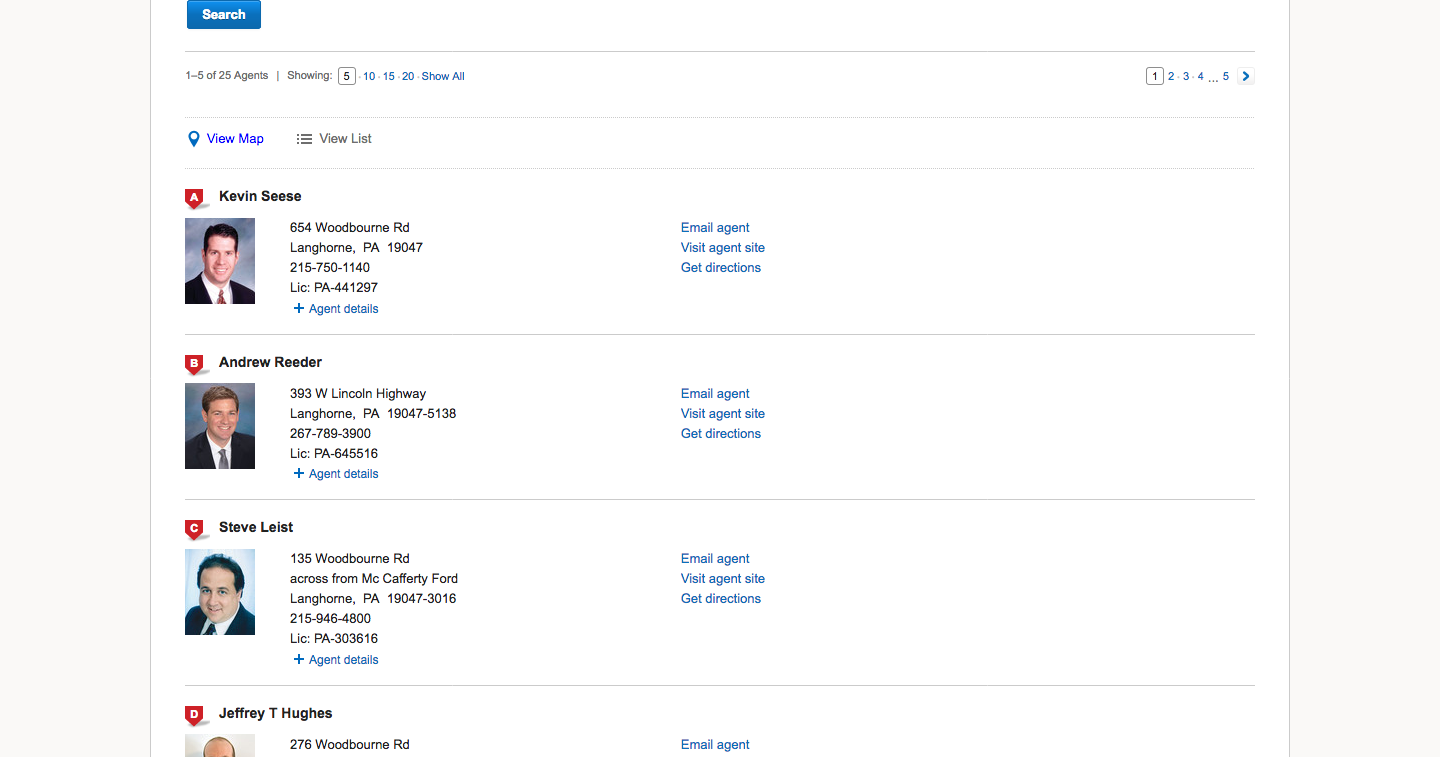 Search
1–5 of 25 Agents | Showing: 5 · 10 · 15 · 20 · Show All
1 2 · 3 · 4 ... 5
View Map
View List
A Kevin Seese
654 Woodbourne Rd
Langhorne, PA 19047
215-750-1140
Lic: PA-441297
+ Agent details
Email agent
Visit agent site
Get directions
B Andrew Reeder
393 W Lincoln Highway
Langhorne, PA 19047-5138
267-789-3900
Lic: PA-645516
+ Agent details
Email agent
Visit agent site
Get directions
C Steve Leist
135 Woodbourne Rd
across from Mc Cafferty Ford
Langhorne, PA 19047-3016
215-946-4800
Lic: PA-303616
+ Agent details
Email agent
Visit agent site
Get directions
D Jeffrey T Hughes
276 Woodbourne Rd
Email agent